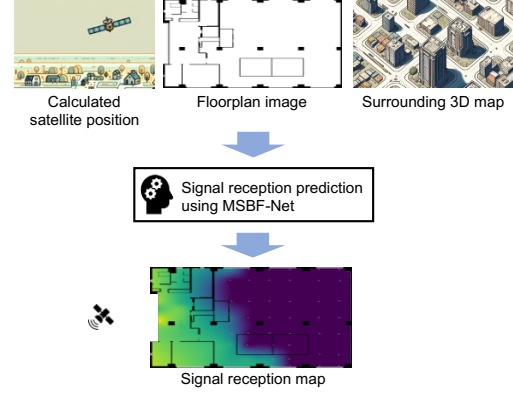 Calculated
satellite position
Floorplan image
Surrounding 3D map
Signal reception prediction
using MSBF-Net
Signal reception map